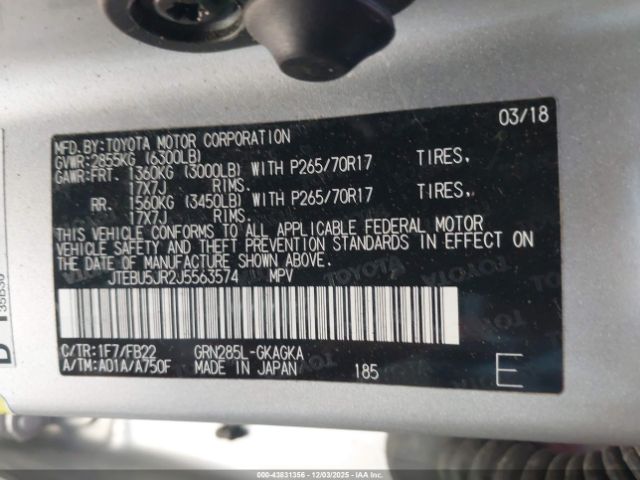 03/18
MFD.BY:TOYOTA MOTOR CORPORATION
GVWR:2855KG (6300LB)
GAWR:FRT. 1360KG (3000LB) WITH P265/70R17 TIRES,
17X7J RIMS,
RR. 1560KG (3450LB) WITH P265/70R17 TIRES,
17X7J RIMS.
THIS VEHICLE CONFORMS TO ALL APPLICABLE FEDERAL MOTOR
VEHICLE SAFETY AND THEFT PREVENTION STANDARDS IN EFFECT ON
THE DATE OF MANUFACTURE SHOWN ABOVE.
JTEBU5JR2J5563574 MPV
C/TR:1F7/FB22 GRN285L-GKAGKA
A/TM:A01A/A750F MADE IN JAPAN 185
E
000-43831356 - 12/03/2025 - IAA